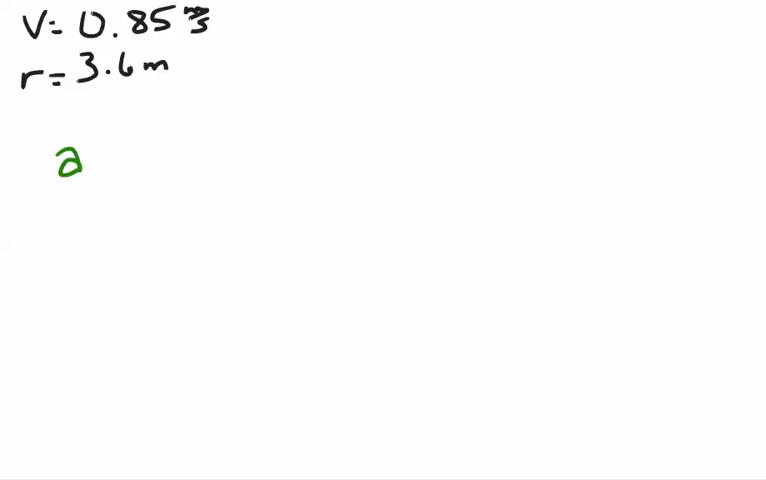 v = 0.85 m/s
r = 3.6 m
a